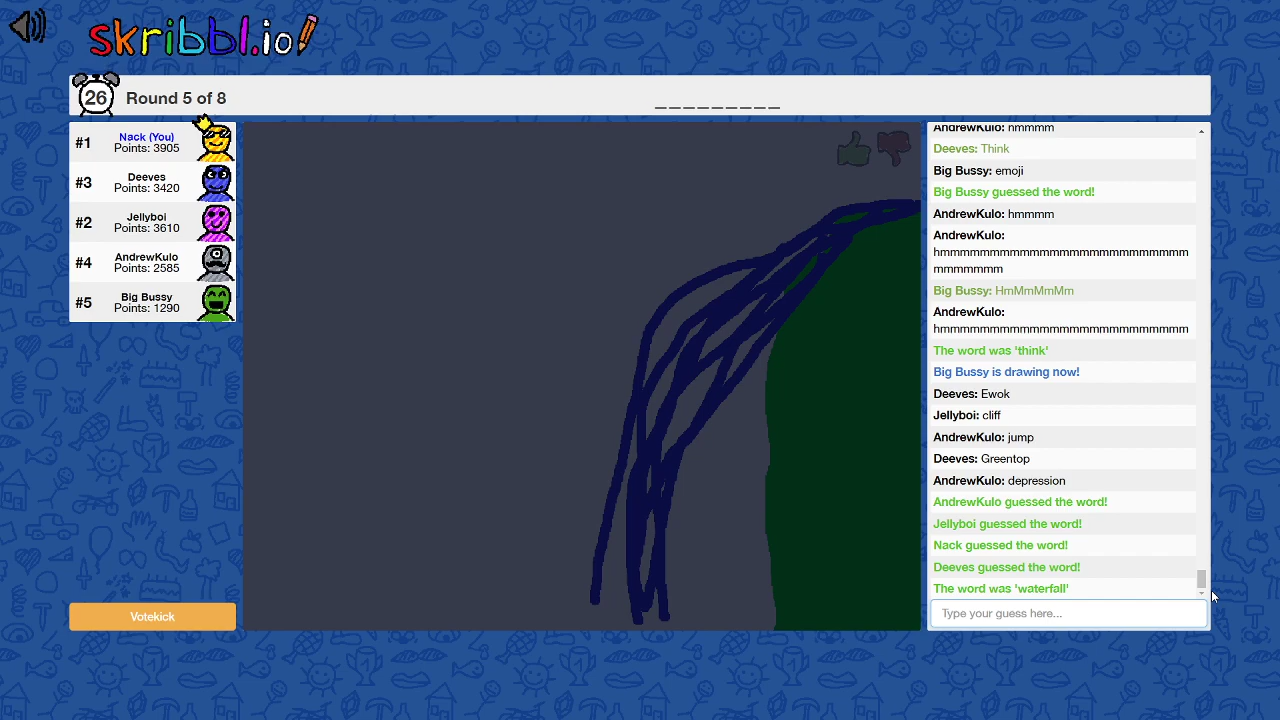 skribbl.io
26
Round 5 of 8
_________
#1
Nack (You)
Points: 3905
#3
Deeves
Points: 3420
#2
Jellyboi
Points: 3610
#4
AndrewKulo
Points: 2585
#5
Big Bussy
Points: 1290
Votekick
AndrewKulo: hmmmm
Deeves: Think
Big Bussy: emoji
Big Bussy guessed the word!
AndrewKulo: hmmmm
AndrewKulo:
hmmmmmmmmmmmmmmmmmmmmmmmmm
mmmmmmm
Big Bussy: HmMmMmMm
AndrewKulo:
hmmmmmmmmmmmmmmmmmmmmmmmmm
The word was 'think'
Big Bussy is drawing now!
Deeves: Ewok
Jellyboi: cliff
AndrewKulo: jump
Deeves: Greentop
AndrewKulo: depression
AndrewKulo guessed the word!
Jellyboi guessed the word!
Nack guessed the word!
Deeves guessed the word!
The word was 'waterfall'
Type your guess here...